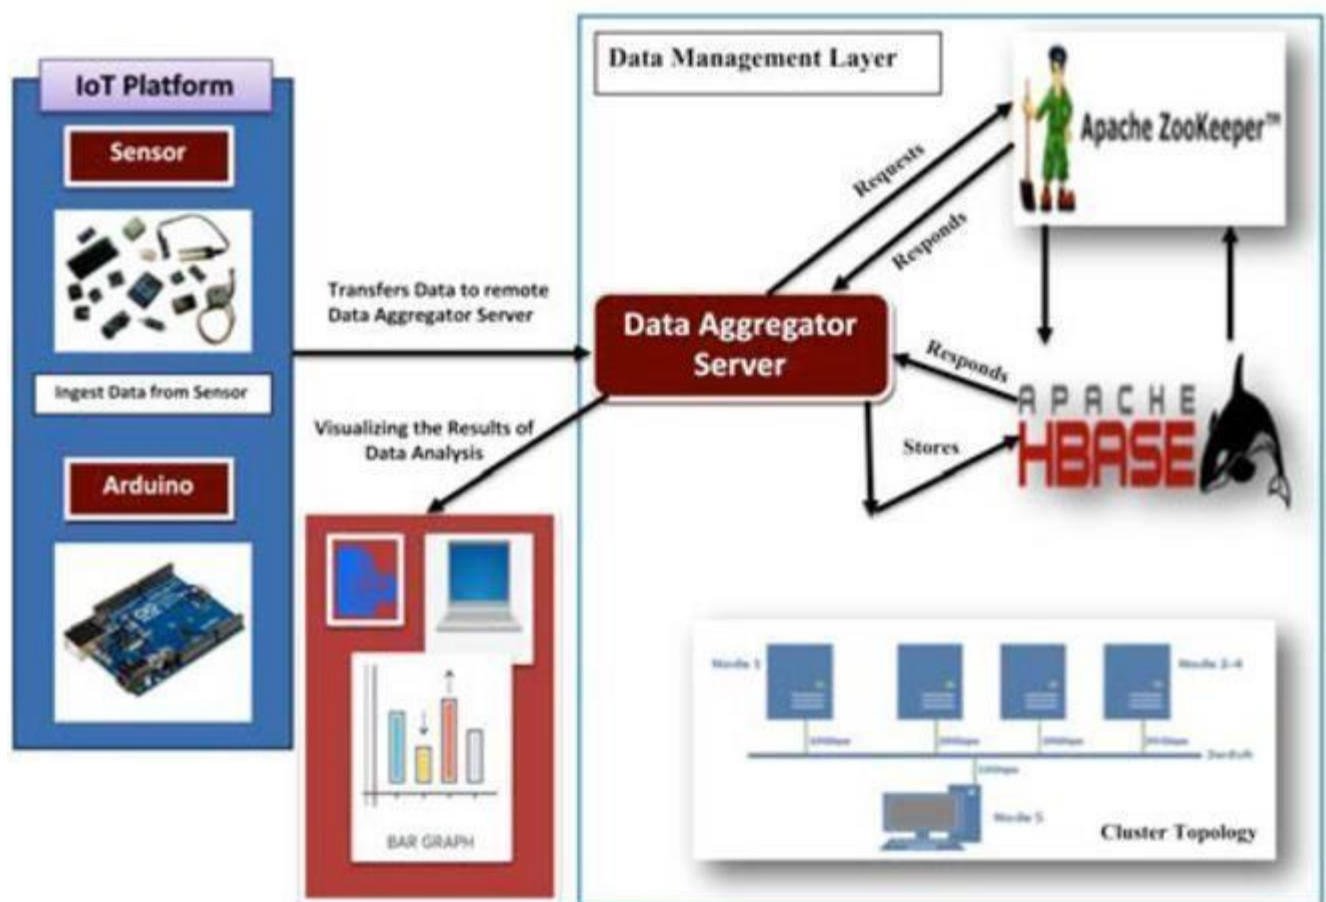 IoT Platform
Sensor
Ingest Data from Sensor
Arduino
Transfers Data to remote
Data Aggregator Server
Visualizing the Results of
Data Analysis
BAR GRAPH
Data Management Layer
Apache ZooKeeper™
Requests
Responds
Data Aggregator
Server
Responds
Stores
APACHE
HBASE
Node 1
Node 2-4
Switch
Node 5
Cluster Topology